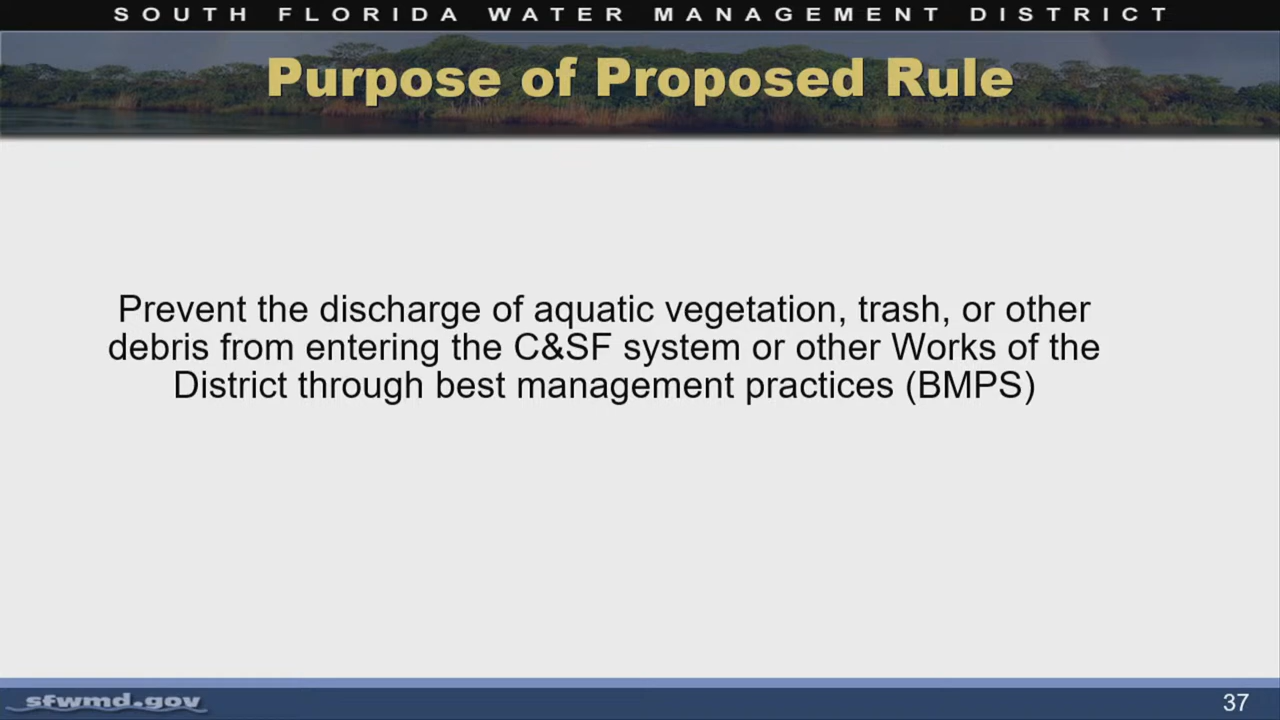 SOUTH FLORIDA WATER MANAGEMENT DISTRICT
Purpose of Proposed Rule
Prevent the discharge of aquatic vegetation, trash, or other
debris from entering the C&SF system or other Works of the
District through best management practices (BMPS)
sfwmd.gov
37